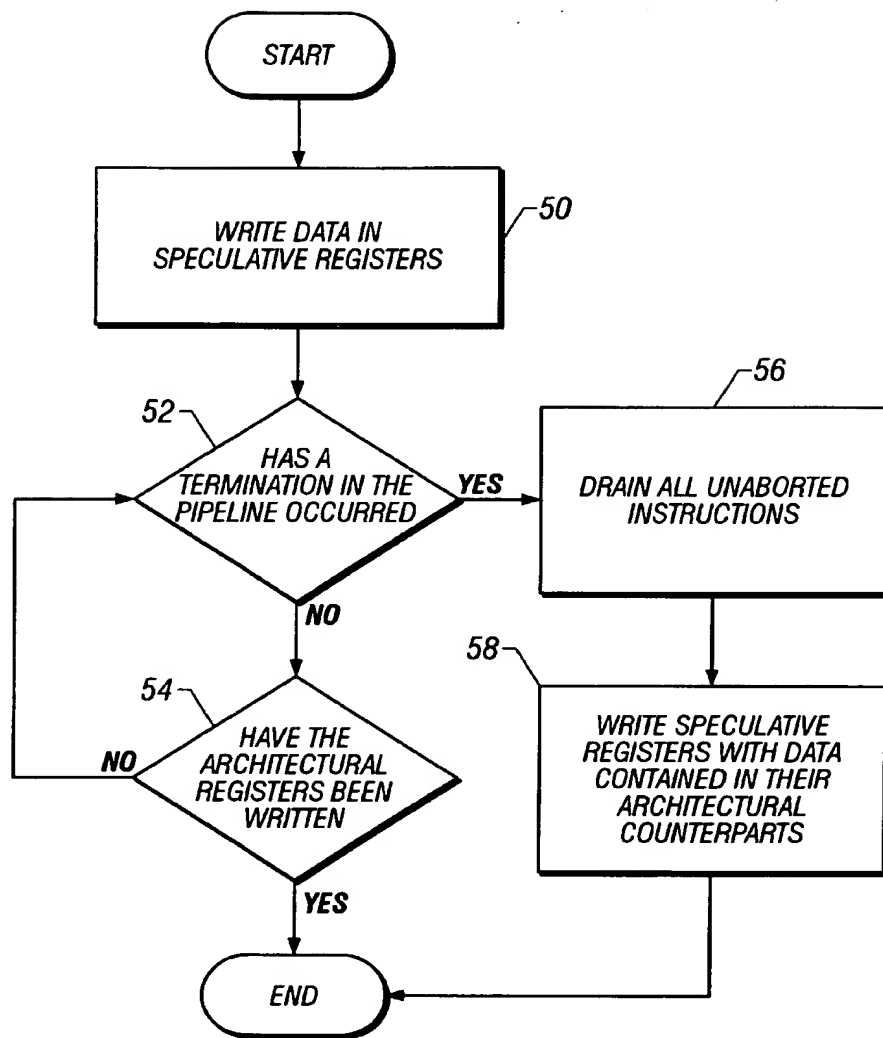 START
50
WRITE DATA IN
SPECULATIVE REGISTERS
52
HAS A
TERMINATION IN THE
PIPELINE OCCURRED
YES
NO
56
DRAIN ALL UNABORTED
INSTRUCTIONS
54
HAVE THE
ARCHITECTURAL
REGISTERS BEEN
WRITTEN
NO
YES
58
WRITE SPECULATIVE
REGISTERS WITH DATA
CONTAINED IN THEIR
ARCHITECTURAL
COUNTERPARTS
END